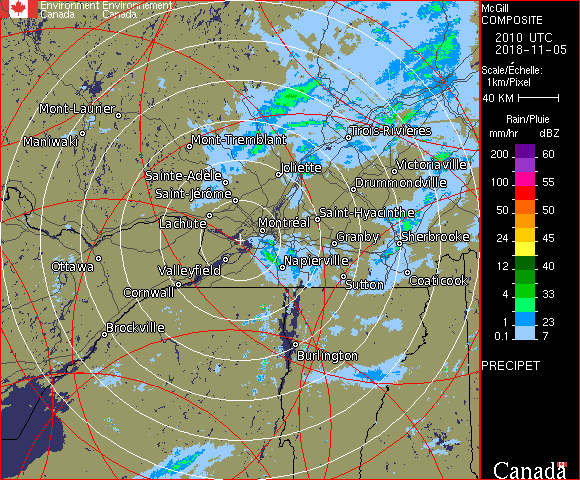 Environment Environnement
Canada Canada
McGill
COMPOSITE
2010 UTC
2018-11-05
Scale/Échelle:
1km/Pixel
40 KM
Rain/Pluie
mm/hr dBZ
200 60
100 55
50 50
24 45
12 40
4 33
1 23
0.1 7
PRECIPET
Canada
Mont-Laurier
Maniwaki
Mont-Tremblant
Trois-Rivières
Sainte-Adèle
Joliette
Victoriaville
Saint-Jérôme
Drummondville
Lachute
Montréal
Saint-Hyacinthe
Granby
Sherbrooke
Ottawa
Valleyfield
Napierville
Cornwall
Sutton
Coaticook
Brockville
Burlington